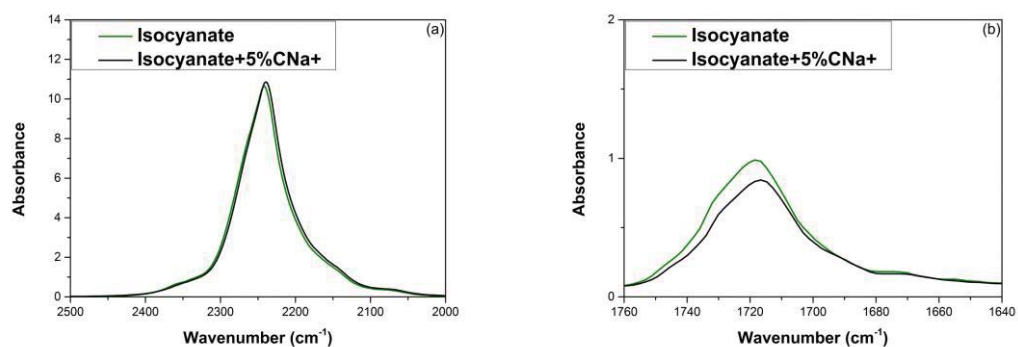 14
12
10
8
6
4
2
0
Absorbance
Isocyanate
Isocyanate+5%CNa+
(a)
2500 2400 2300 2200 2100 2000
Wavenumber (cm⁻¹)
2
1
0
Absorbance
Isocyanate
Isocyanate+5%CNa+
(b)
1760 1740 1720 1700 1680 1660 1640
Wavenumber (cm⁻¹)